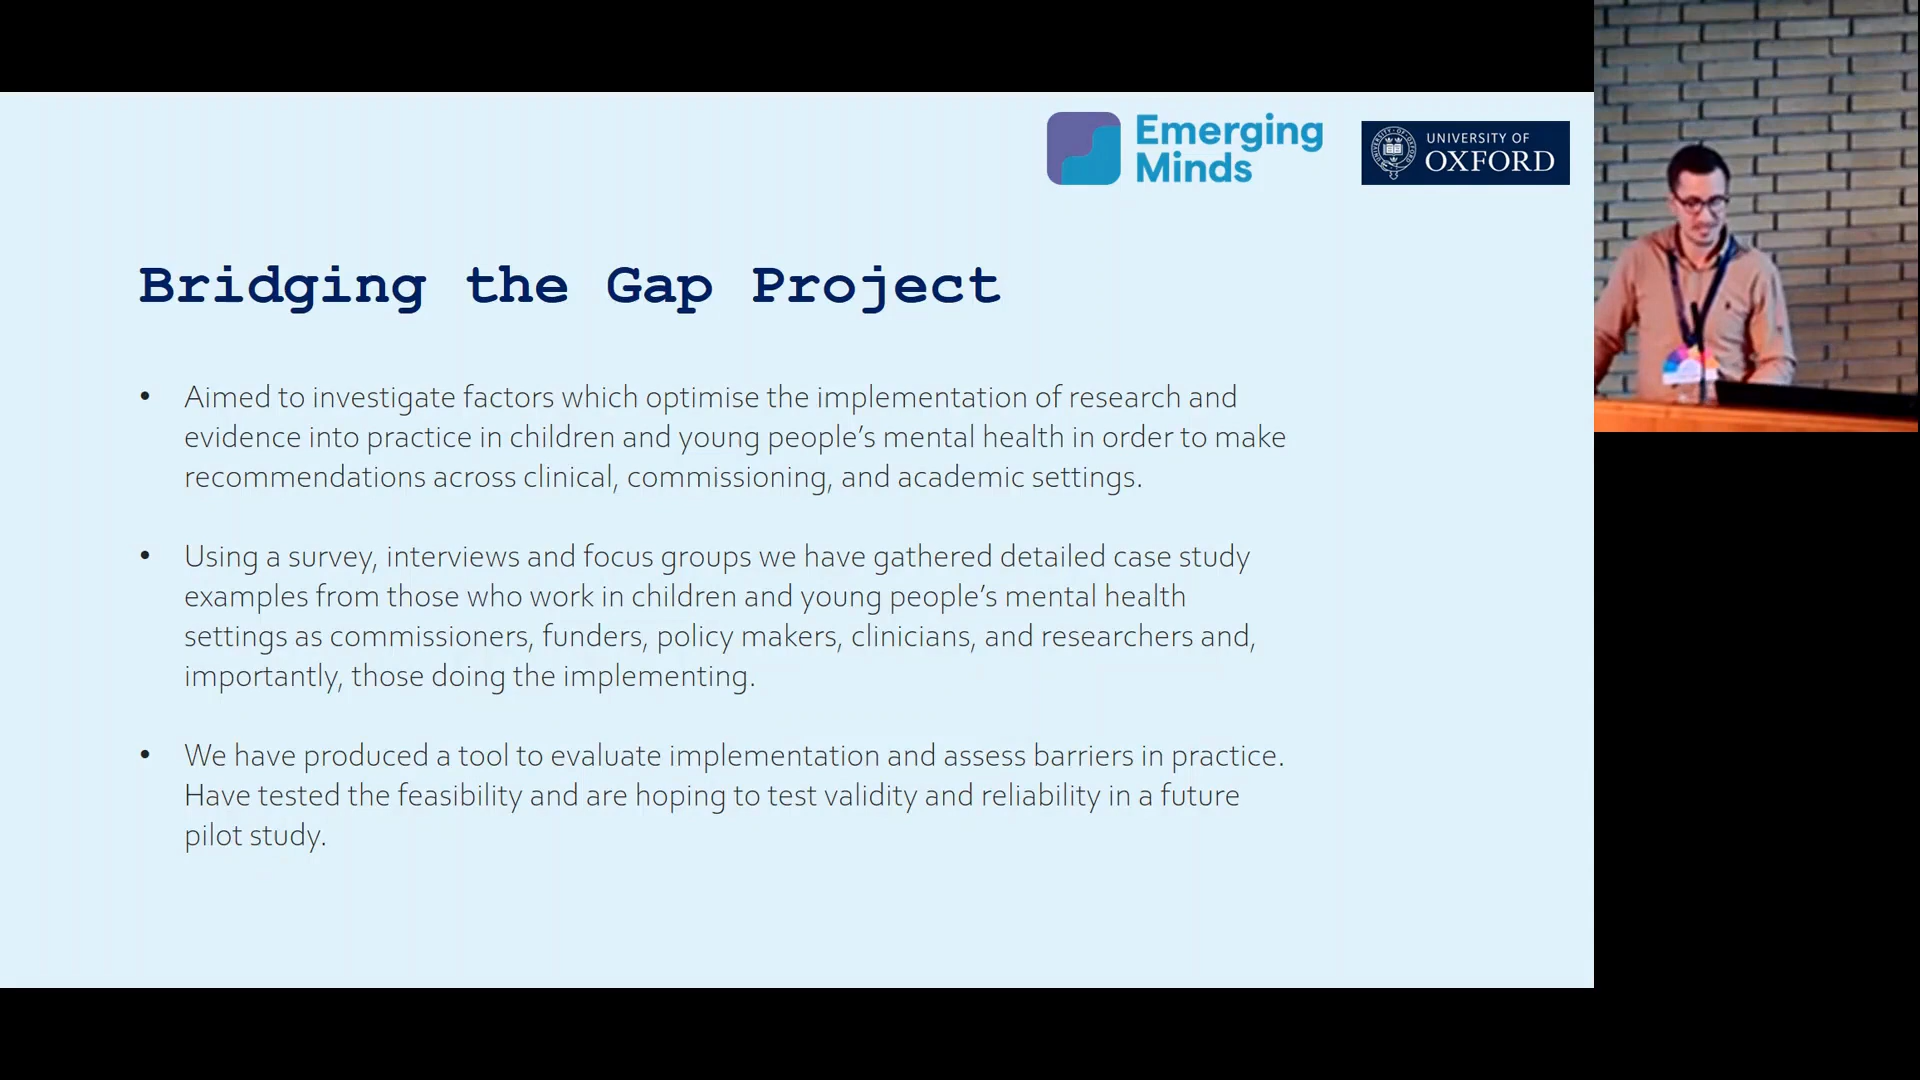 Emerging
Minds
UNIVERSITY OF
OXFORD
Bridging the Gap Project
• Aimed to investigate factors which optimise the implementation of research and
evidence into practice in children and young people’s mental health in order to make
recommendations across clinical, commissioning, and academic settings.
• Using a survey, interviews and focus groups we have gathered detailed case study
examples from those who work in children and young people’s mental health
settings as commissioners, funders, policy makers, clinicians, and researchers and,
importantly, those doing the implementing.
• We have produced a tool to evaluate implementation and assess barriers in practice.
Have tested the feasibility and are hoping to test validity and reliability in a future
pilot study.